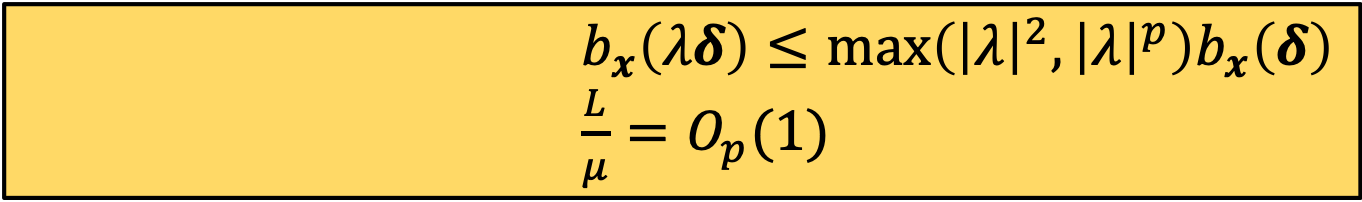 b_𝒙(λ𝜹) ≤ max(|λ|², |λ|ᵖ)b_𝒙(𝜹)
L/μ = O_p(1)